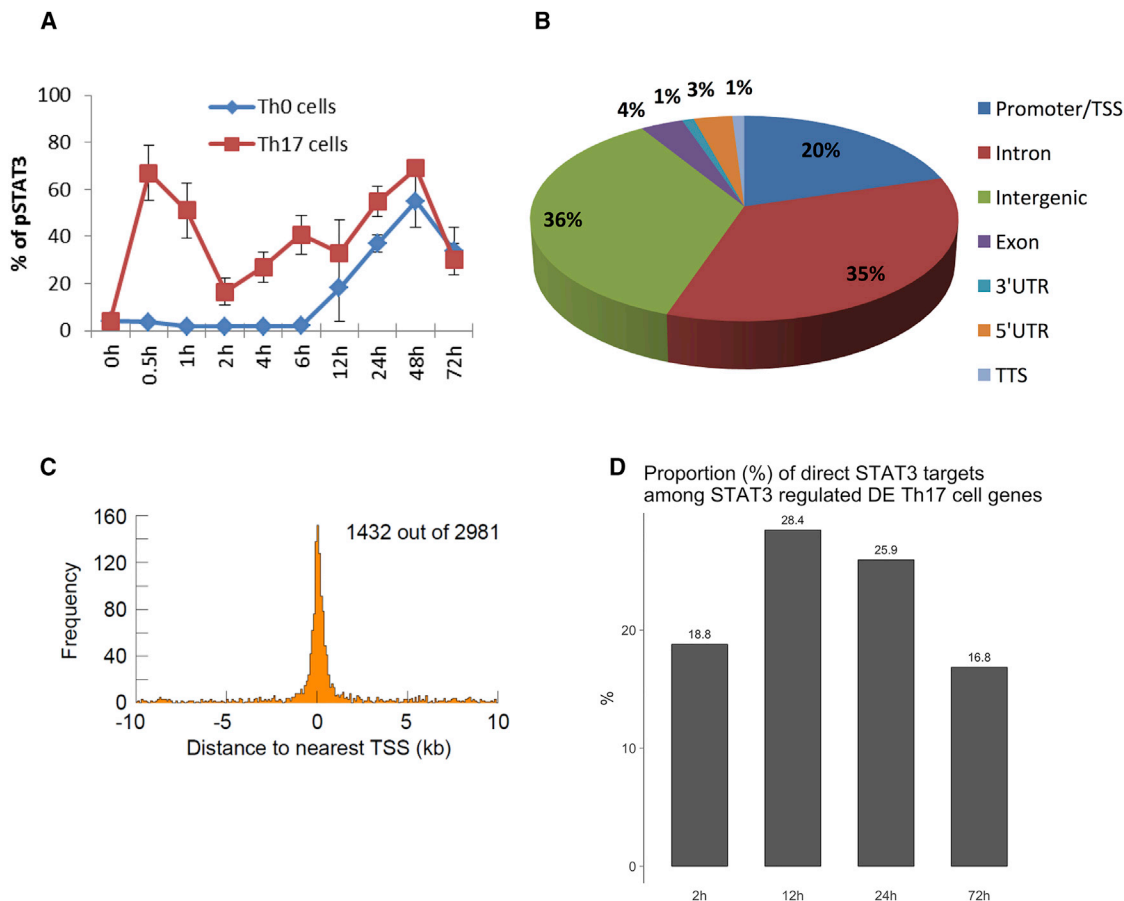 A
% of pSTAT3
100
80
60
40
20
0
Th0 cells
Th17 cells
0h
0.5h
1h
2h
4h
6h
12h
24h
48h
72h
B
4%
1%
3%
1%
20%
36%
35%
Promoter/TSS
Intron
Intergenic
Exon
3'UTR
5'UTR
TTS
C
Frequency
160
120
80
40
0
1432 out of 2981
-10
-5
0
5
10
Distance to nearest TSS (kb)
D
Proportion (%) of direct STAT3 targets
among STAT3 regulated DE Th17 cell genes
%
20
10
0
18.8
28.4
25.9
16.8
2h
12h
24h
72h